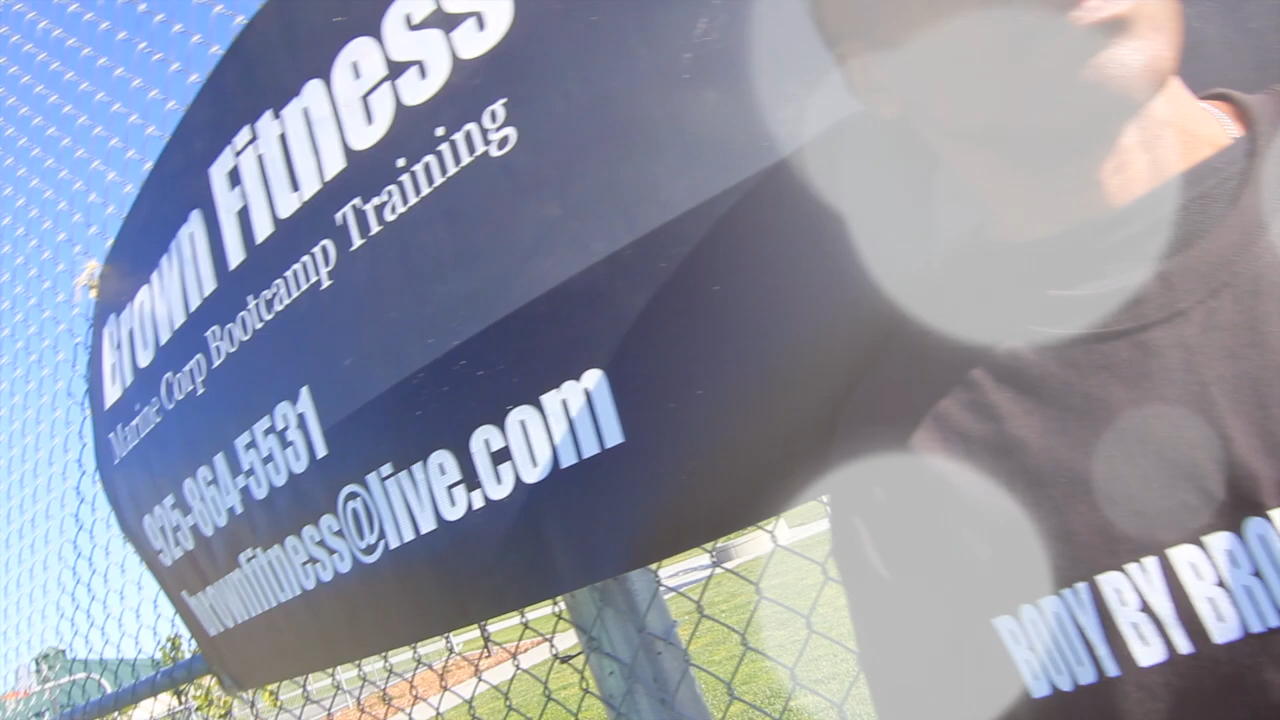 Brown Fitness
Marine Corp Bootcamp Training
925-864-5531
brownfitness@live.com
BODY BY BRO